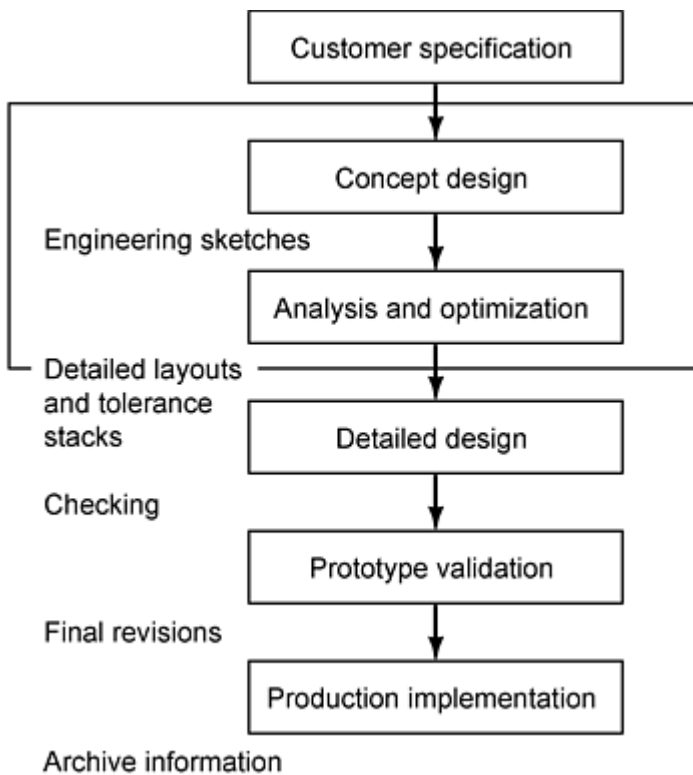 Customer specification
Concept design
Engineering sketches
Analysis and optimization
Detailed layouts
and tolerance
stacks
Detailed design
Checking
Prototype validation
Final revisions
Production implementation
Archive information